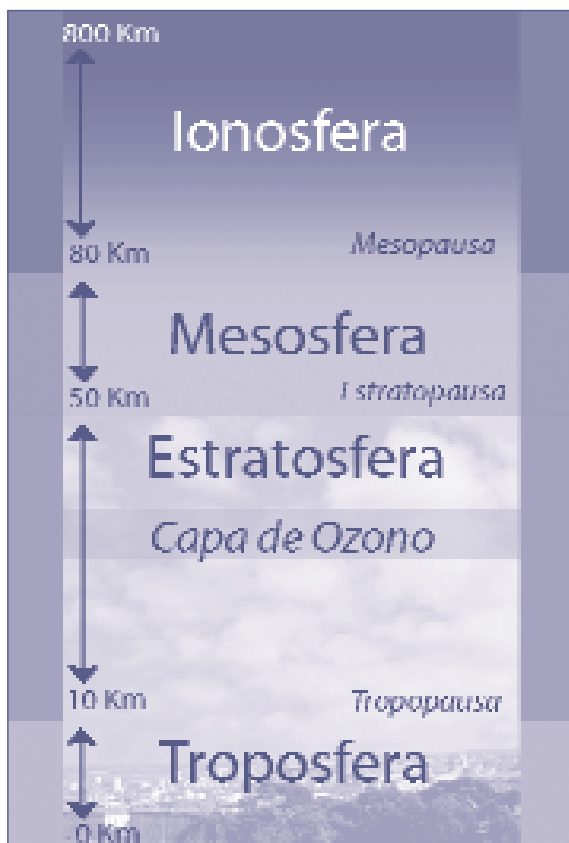 800 Km
Ionosfera
Mesopausa
80 Km
Mesosfera
Estratopausa
50 Km
Estratosfera
Capa de Ozono
10 Km
Tropopausa
Troposfera
0 Km